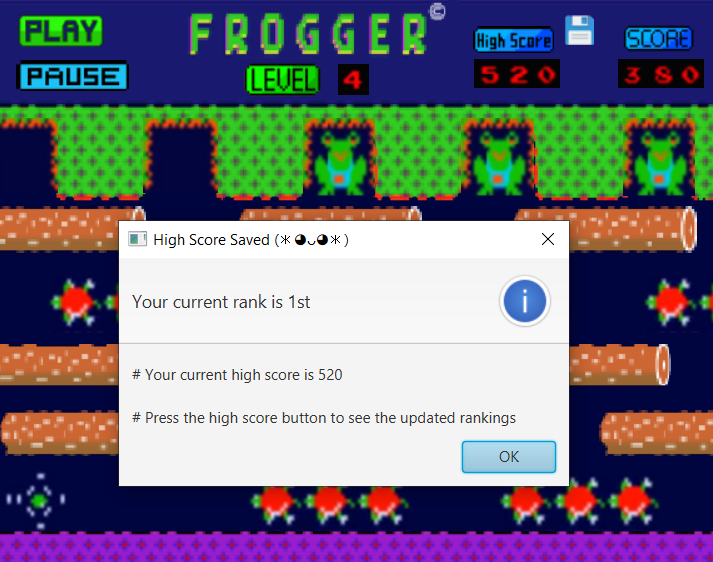 PLAY
FROGGER©
High Score
SCORE
PAUSE
LEVEL 4
520
380
High Score Saved (＊◕ᴗ◕＊)
Your current rank is 1st
i
# Your current high score is 520
# Press the high score button to see the updated rankings
OK